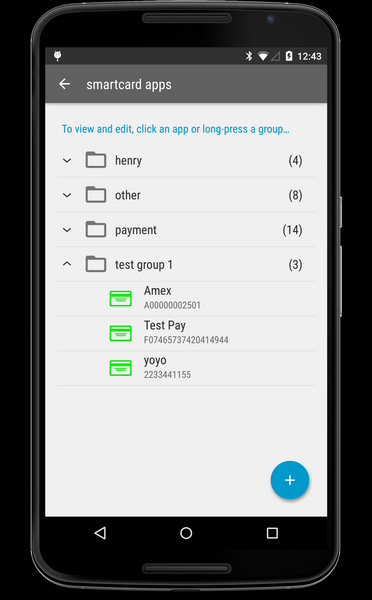 12:43
smartcard apps
To view and edit, click an app or long-press a group...
henry (4)
other (8)
payment (14)
test group 1 (3)
Amex
A00000002501
Test Pay
F07465737420414944
yoyo
2233441155
+